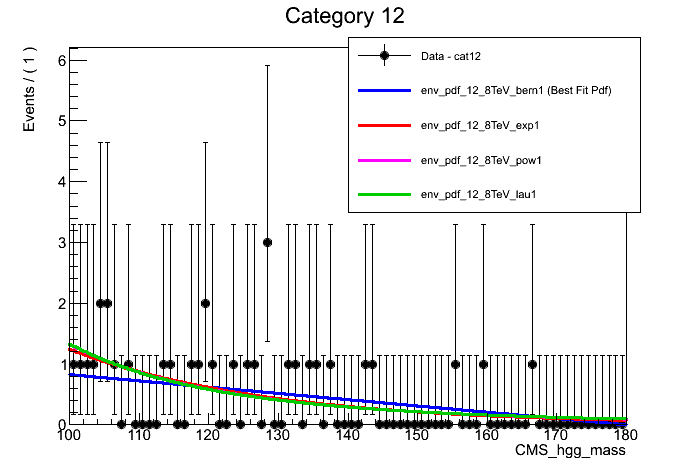 Category 12
Events / ( 1 )
6
5
4
3
2
1
0
Data - cat12
env_pdf_12_8TeV_bern1 (Best Fit Pdf)
env_pdf_12_8TeV_exp1
env_pdf_12_8TeV_pow1
env_pdf_12_8TeV_lau1
100 110 120 130 140 150 160 170 180
CMS_hgg_mass